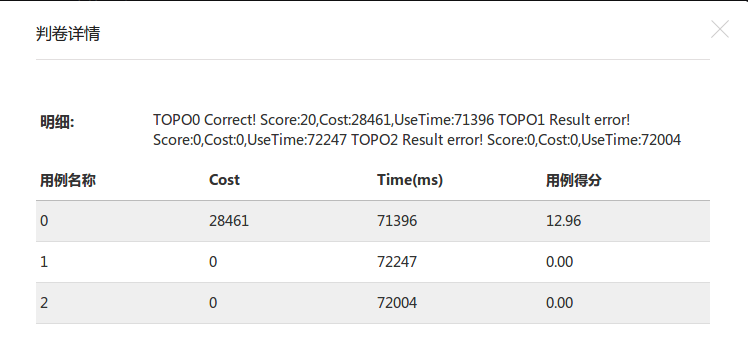 判卷详情
明细:
TOPO0 Correct! Score:20,Cost:28461,UseTime:71396 TOPO1 Result error!
Score:0,Cost:0,UseTime:72247 TOPO2 Result error! Score:0,Cost:0,UseTime:72004
用例名称 Cost Time(ms) 用例得分
0 28461 71396 12.96
1 0 72247 0.00
2 0 72004 0.00